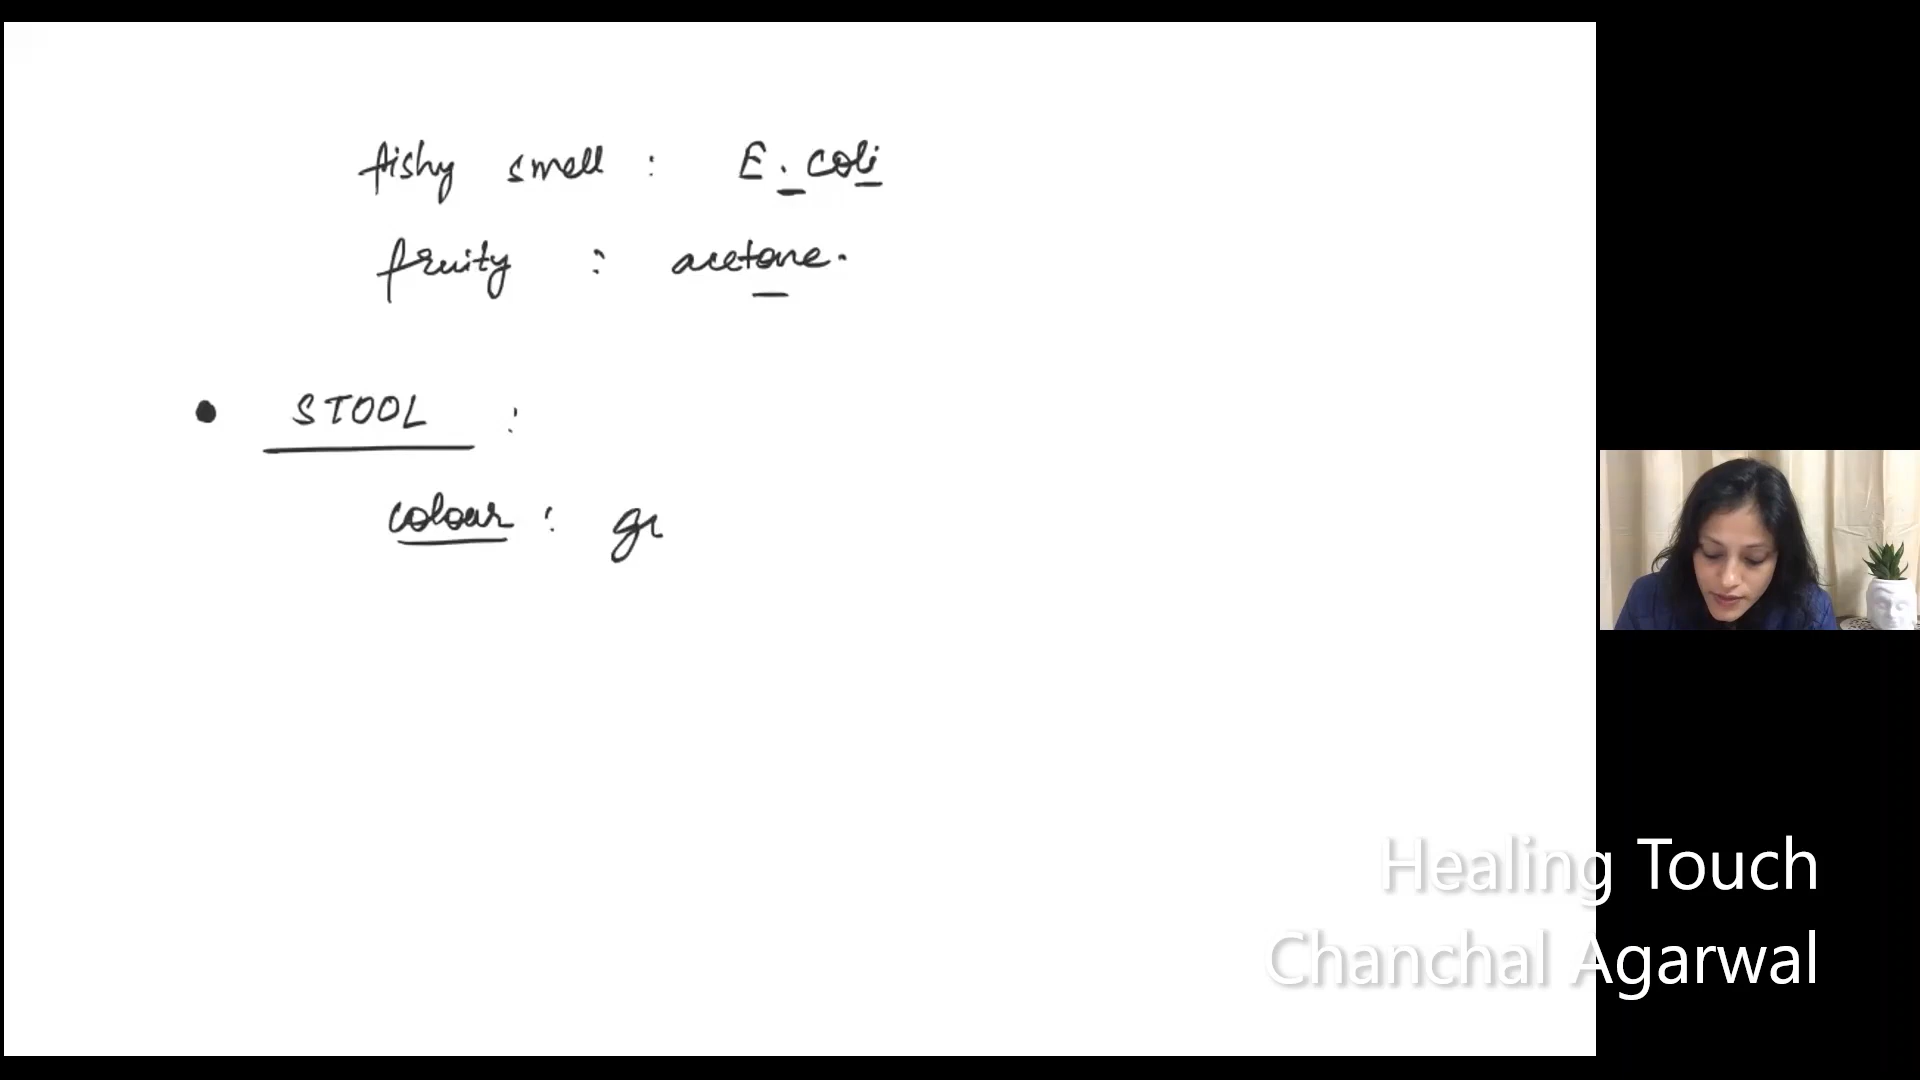 fishy smell : E. coli
fruity : acetone.
• STOOL :
colour : gr
Healing Touch
Chanchal Agarwal